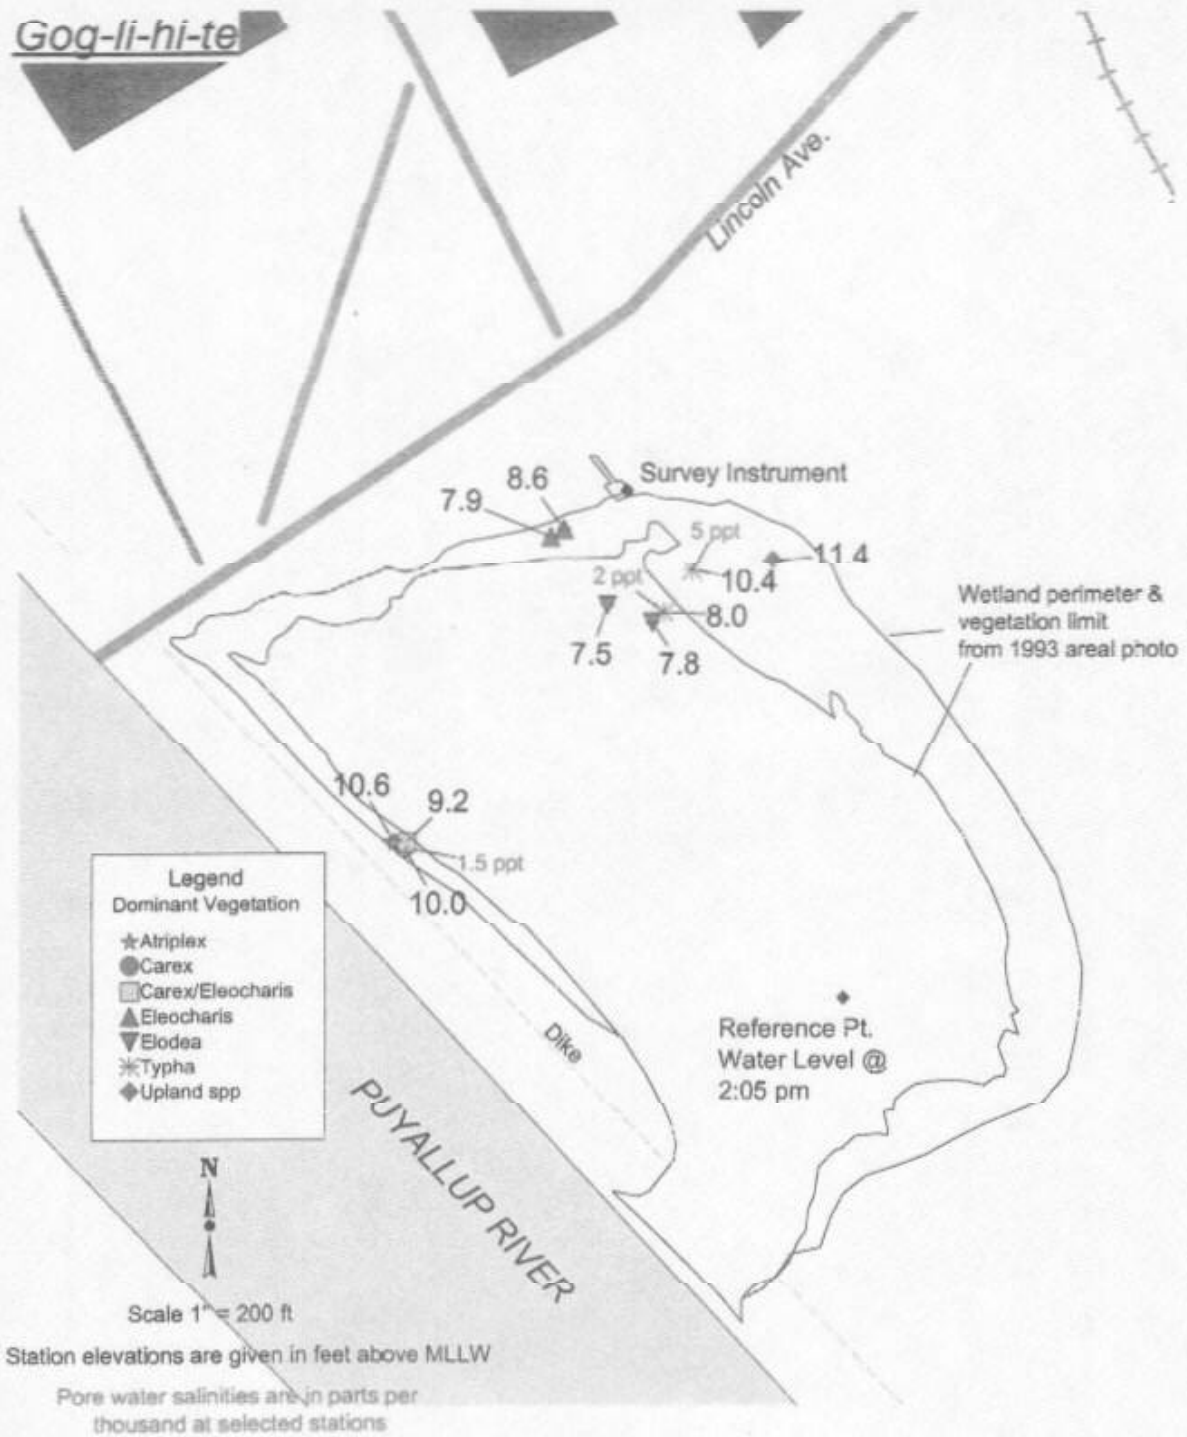 Gog-li-hi-te
Lincoln Ave.
Survey Instrument
8.6
7.9
5 ppt
11.4
2 ppt
10.4
8.0
7.5
7.8
Wetland perimeter &
vegetation limit
from 1993 areal photo
10.6
9.2
1.5 ppt
10.0
Legend
Dominant Vegetation
Atriplex
Carex
Carex/Eleocharis
Eleocharis
Elodea
Typha
Upland spp
Dike
Reference Pt.
Water Level @
2:05 pm
PUYALLUP RIVER
N
Scale 1" = 200 ft
Station elevations are given in feet above MLLW
Pore water salinities are in parts per
thousand at selected stations